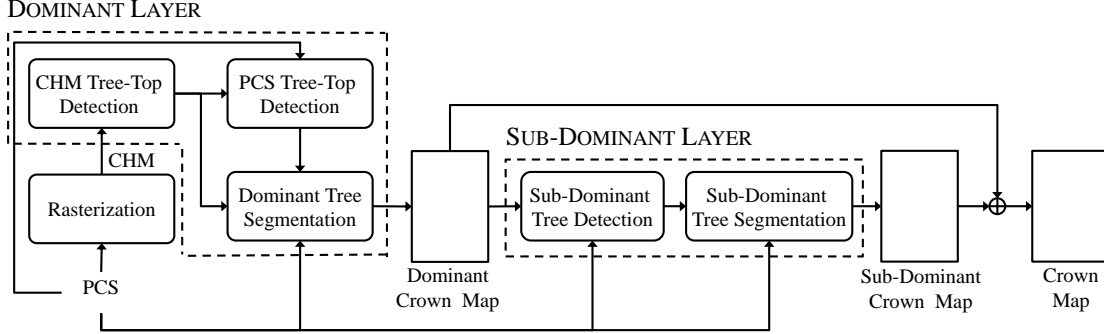 DOMINANT LAYER
CHM Tree-Top
Detection
PCS Tree-Top
Detection
CHM
Rasterization
Dominant Tree
Segmentation
PCS
Dominant
Crown Map
SUB-DOMINANT LAYER
Sub-Dominant
Tree Detection
Sub-Dominant
Tree Segmentation
Sub-Dominant
Crown Map
Crown
Map